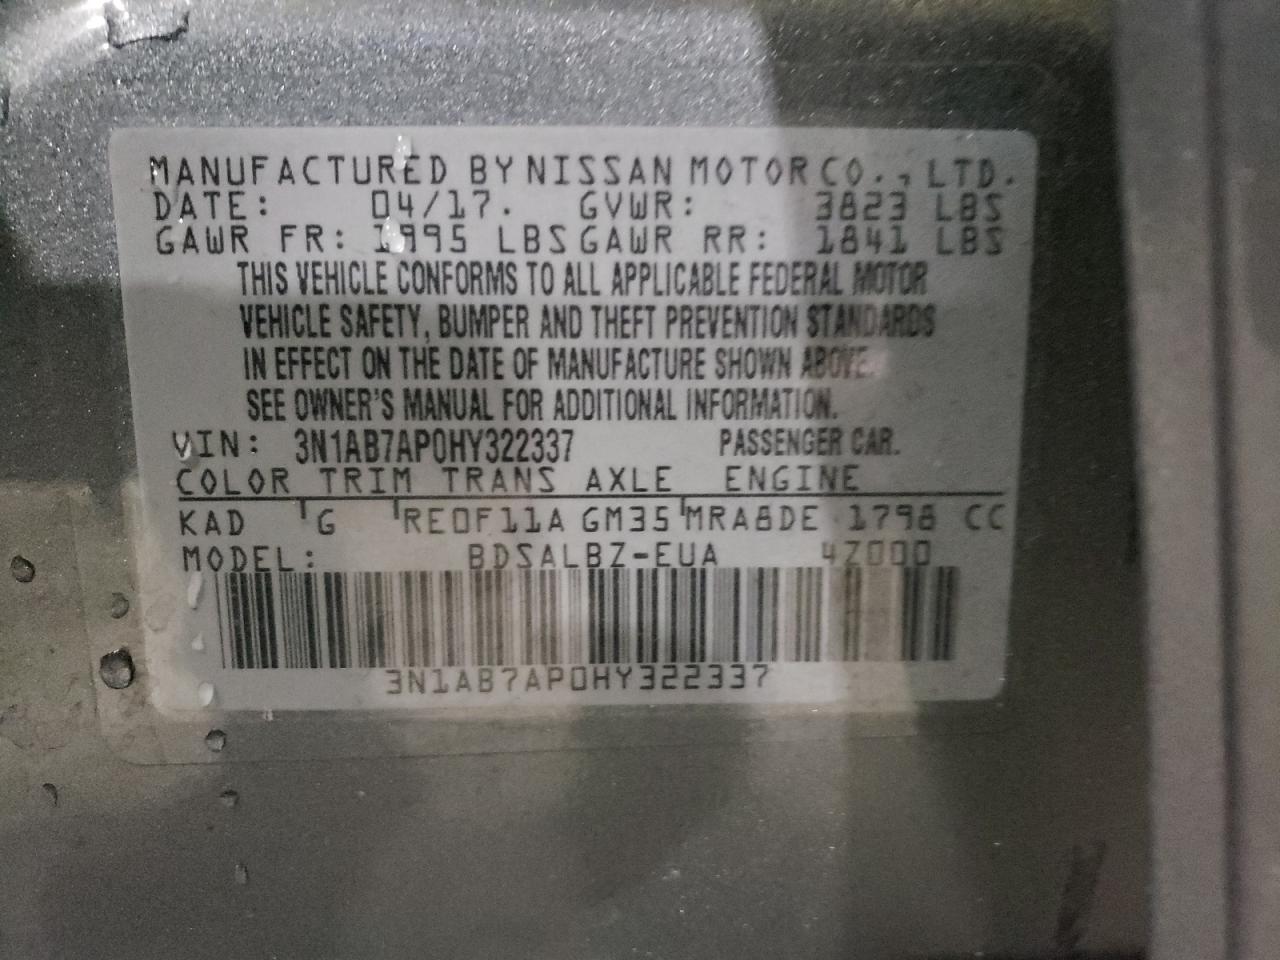 MANUFACTURED BY NISSAN MOTOR CO., LTD.
DATE: 04/17. GVWR: 3823 LBS
GAWR FR: 1995 LBS GAWR RR: 1841 LBS
THIS VEHICLE CONFORMS TO ALL APPLICABLE FEDERAL MOTOR
VEHICLE SAFETY, BUMPER AND THEFT PREVENTION STANDARDS
IN EFFECT ON THE DATE OF MANUFACTURE SHOWN ABOVE.
SEE OWNER'S MANUAL FOR ADDITIONAL INFORMATION.
VIN: 3N1AB7AP0HY322337 PASSENGER CAR.
COLOR TRIM TRANS AXLE ENGINE
KAD G RE0F11A GM35 MRA8DE 1798 CC
MODEL: BDSALBZ-EUA 4Z000
3N1AB7AP0HY322337